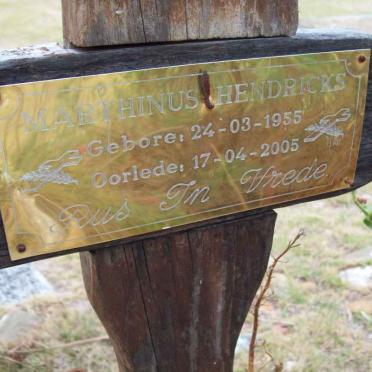 MARTHINUS HENDRICKS
Gebore: 24-03-1955
Oorlede: 17-04-2005
Rus In Vrede